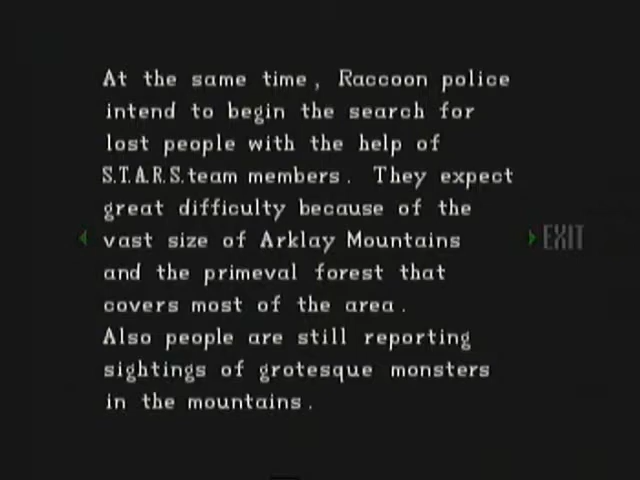 At the same time, Raccoon police
intend to begin the search for
lost people with the help of
S.T.A.R.S.team members. They expect
great difficulty because of the
vast size of Arklay Mountains
EXIT
and the primeval forest that
covers most of the area.
Also people are still reporting
sightings of grotesque monsters
in the mountains.